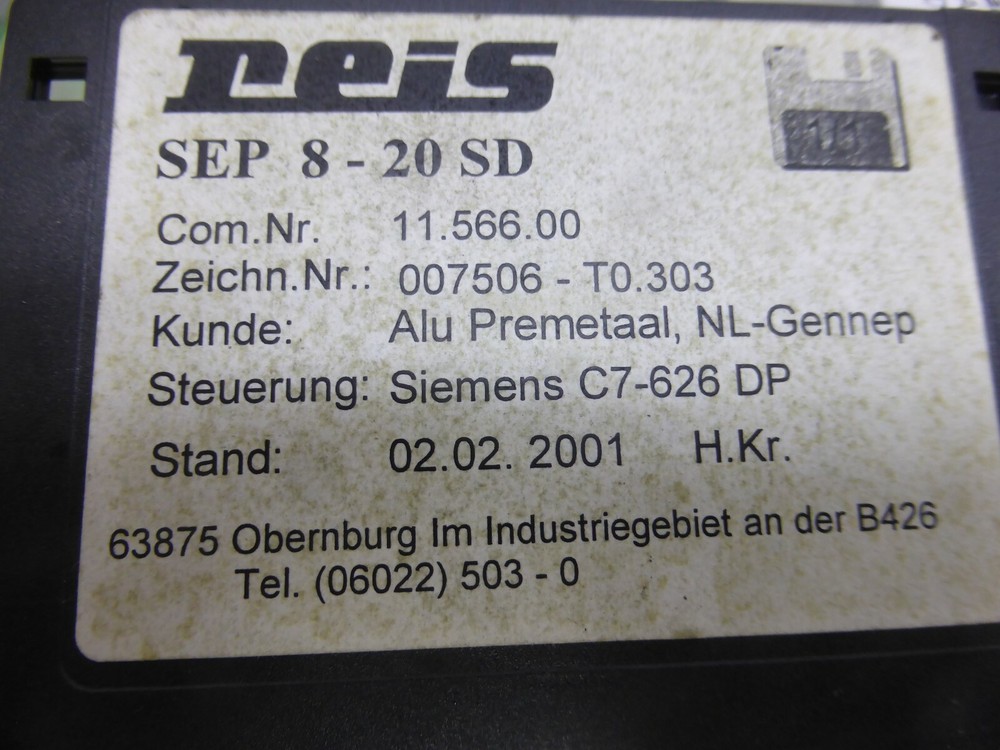 reis
1/1
SEP 8 - 20 SD
Com.Nr. 11.566.00
Zeichn.Nr.: 007506 - T0.303
Kunde: Alu Premetaal, NL-Gennep
Steuerung: Siemens C7-626 DP
Stand: 02.02. 2001 H.Kr.
63875 Obernburg Im Industriegebiet an der B426
Tel. (06022) 503 - 0